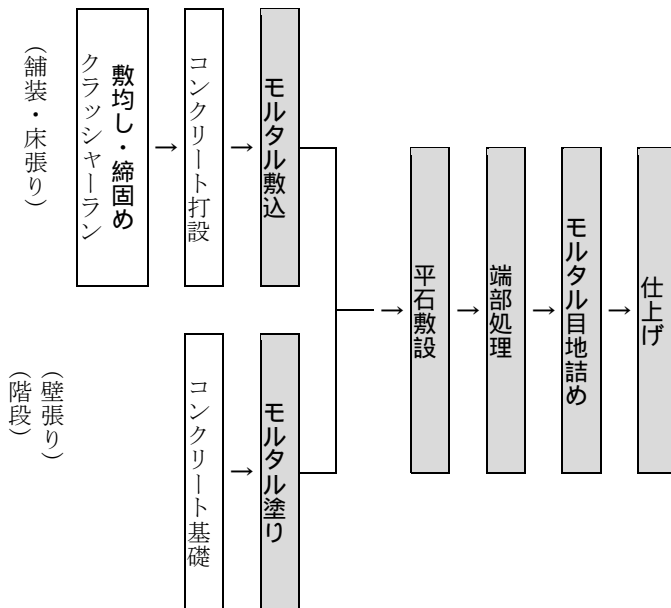 (舗装・床張り)
クラッシャーラン
敷均し・締固め
→
コンクリート打設
→
モルタル敷込
(壁張り)
(階段)
コンクリート基礎
→
モルタル塗り
→
平石敷設
→
端部処理
→
モルタル目地詰め
→
仕上げ